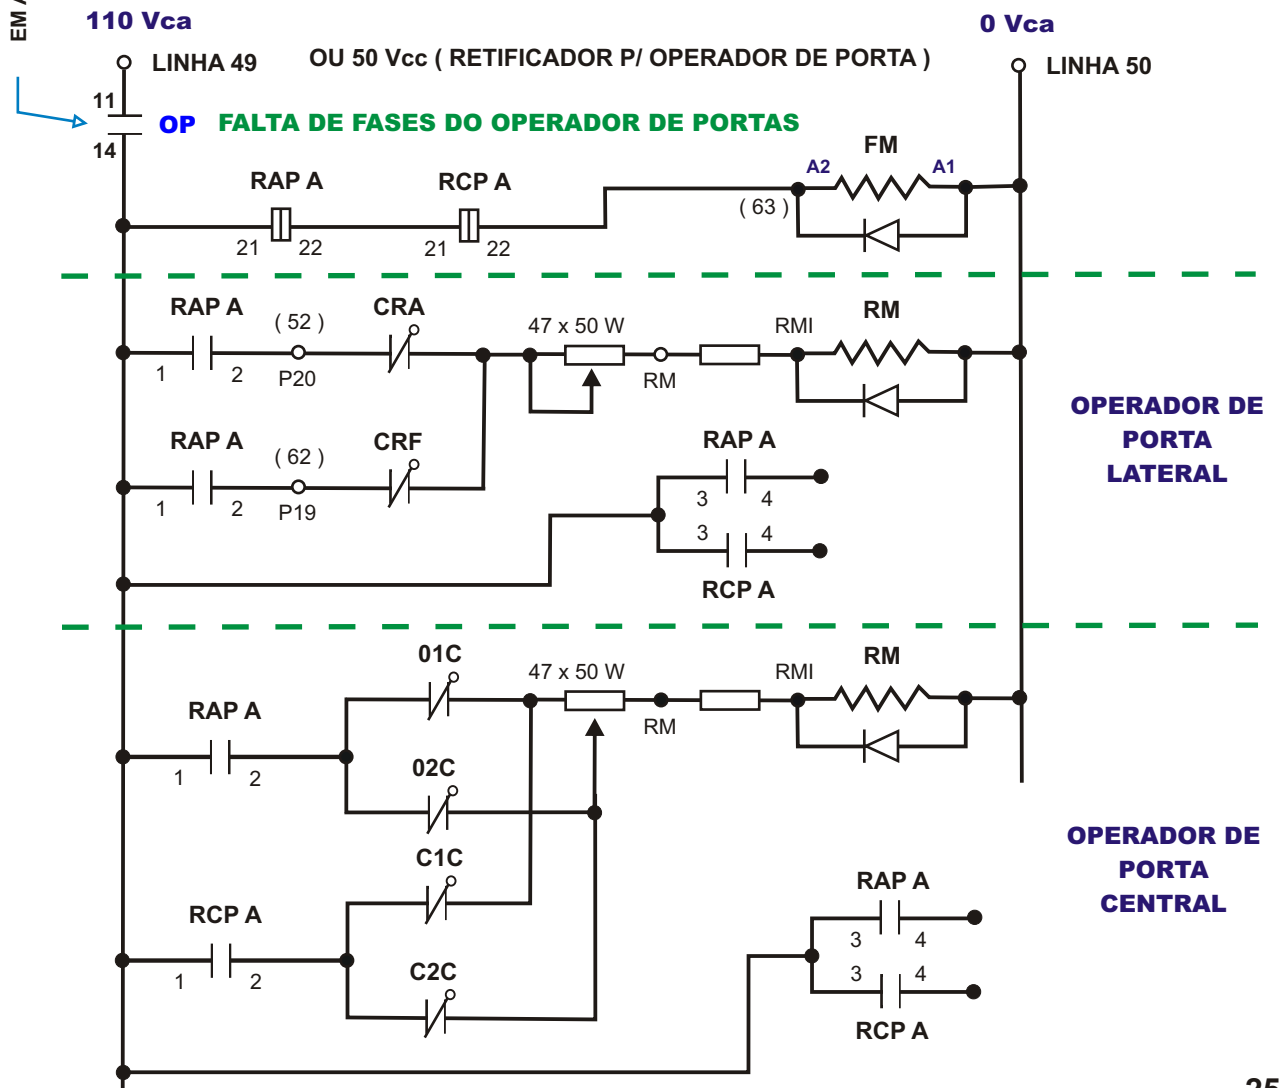 EM A
110 Vca
0 Vca
LINHA 49
OU 50 Vcc ( RETIFICADOR P/ OPERADOR DE PORTA )
LINHA 50
11
OP
FALTA DE FASES DO OPERADOR DE PORTAS
14
FM
A2
A1
RAP A
RCP A
( 63 )
21
22
21
22
RAP A
( 52 )
CRA
47 x 50 W
RMI
RM
1
2
P20
RM
OPERADOR DE
PORTA
LATERAL
RAP A
( 62 )
CRF
RAP A
1
2
P19
3
4
3
4
RCP A
01C
47 x 50 W
RMI
RM
RAP A
RM
1
2
02C
OPERADOR DE
PORTA
CENTRAL
C1C
RAP A
RCP A
3
4
1
2
C2C
3
4
RCP A